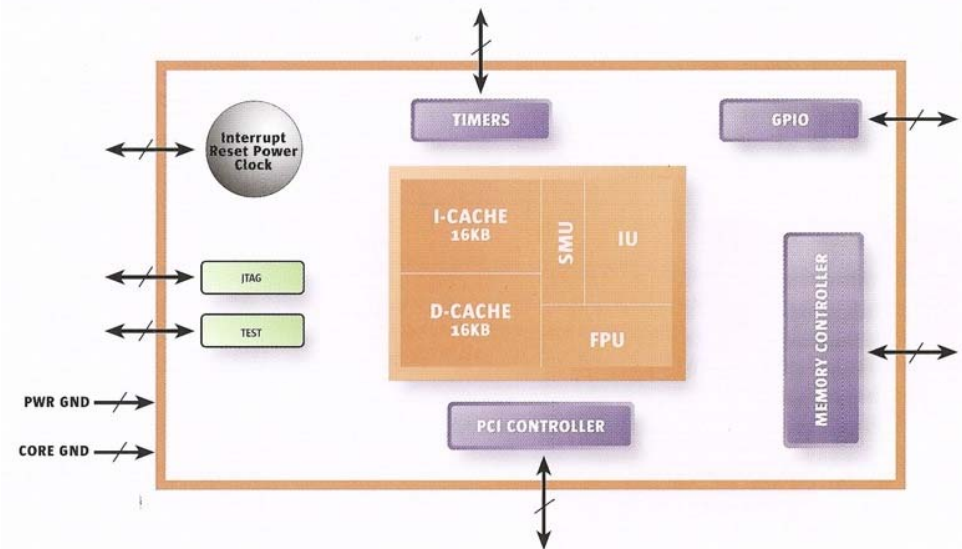 TIMERS
GPIO
Interrupt
Reset Power
Clock
I-CACHE
16KB
SMU
IU
JTAG
D-CACHE
16KB
TEST
FPU
MEMORY CONTROLLER
PWR GND
PCI CONTROLLER
CORE GND